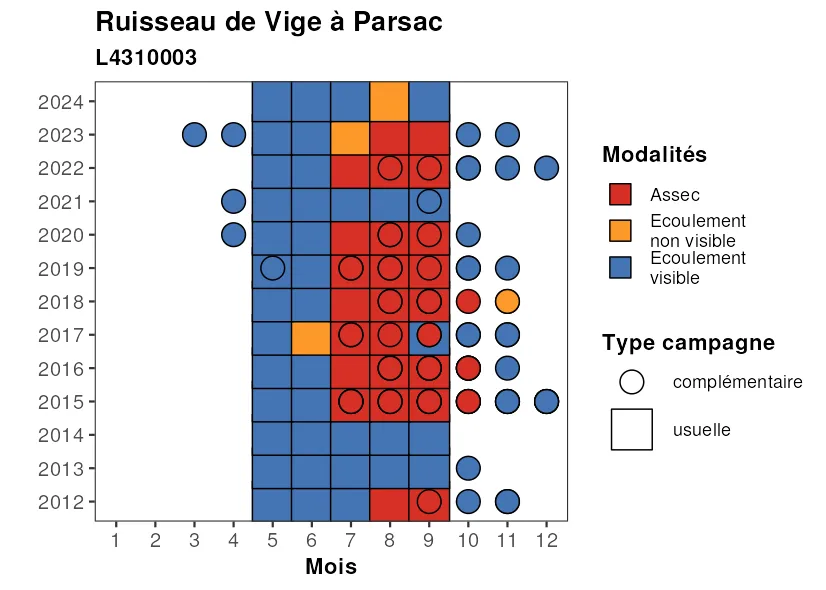 Ruisseau de Vige à Parsac
L4310003
2024
2023
2022
2021
2020
2019
2018
2017
2016
2015
2014
2013
2012
1 2 3 4 5 6 7 8 9 10 11 12
Mois
Modalités
Assec
Ecoulement
non visible
Ecoulement
visible
Type campagne
complémentaire
usuelle